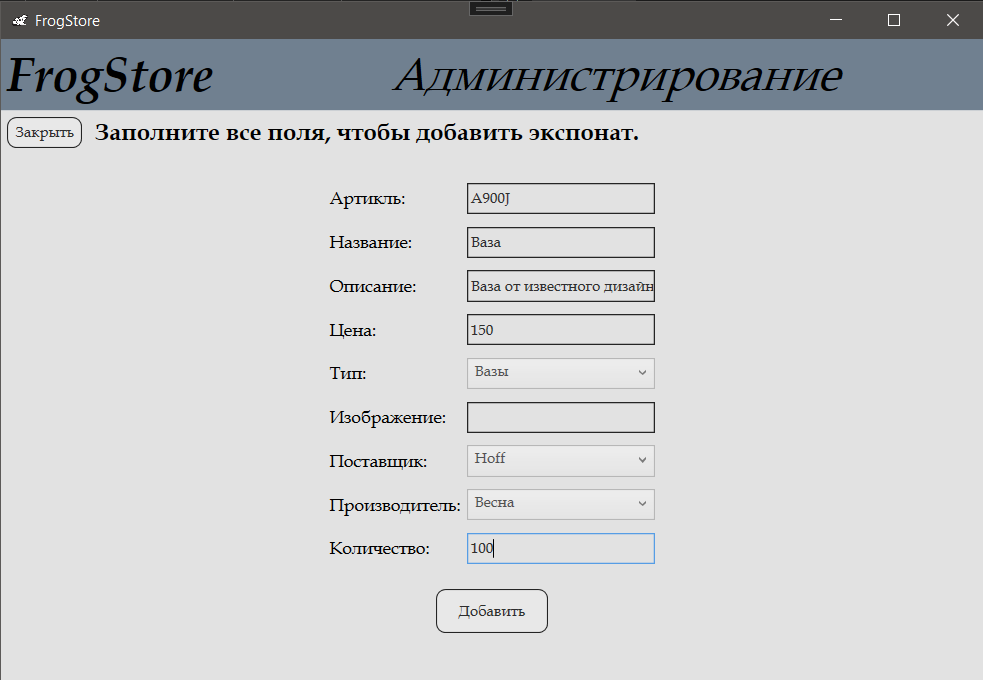 FrogStore
FrogStore Администрирование
Закрыть Заполните все поля, чтобы добавить экспонат.
Артикль: A900J
Название: Ваза
Описание: Ваза от известного дизайн
Цена: 150
Тип: Вазы
Изображение:
Поставщик: Hoff
Производитель: Весна
Количество: 100
Добавить